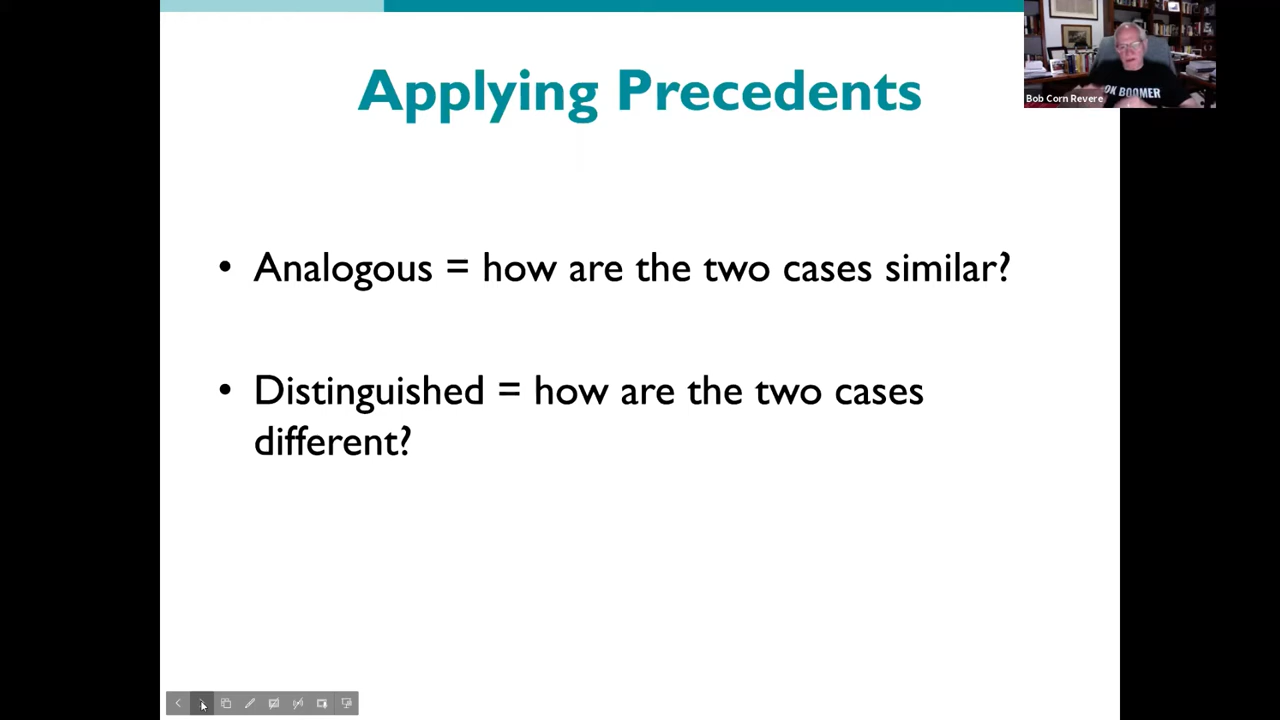 Applying Precedents
OK BOOMER
Bob Corn Revere
• Analogous = how are the two cases similar?
• Distinguished = how are the two cases
different?